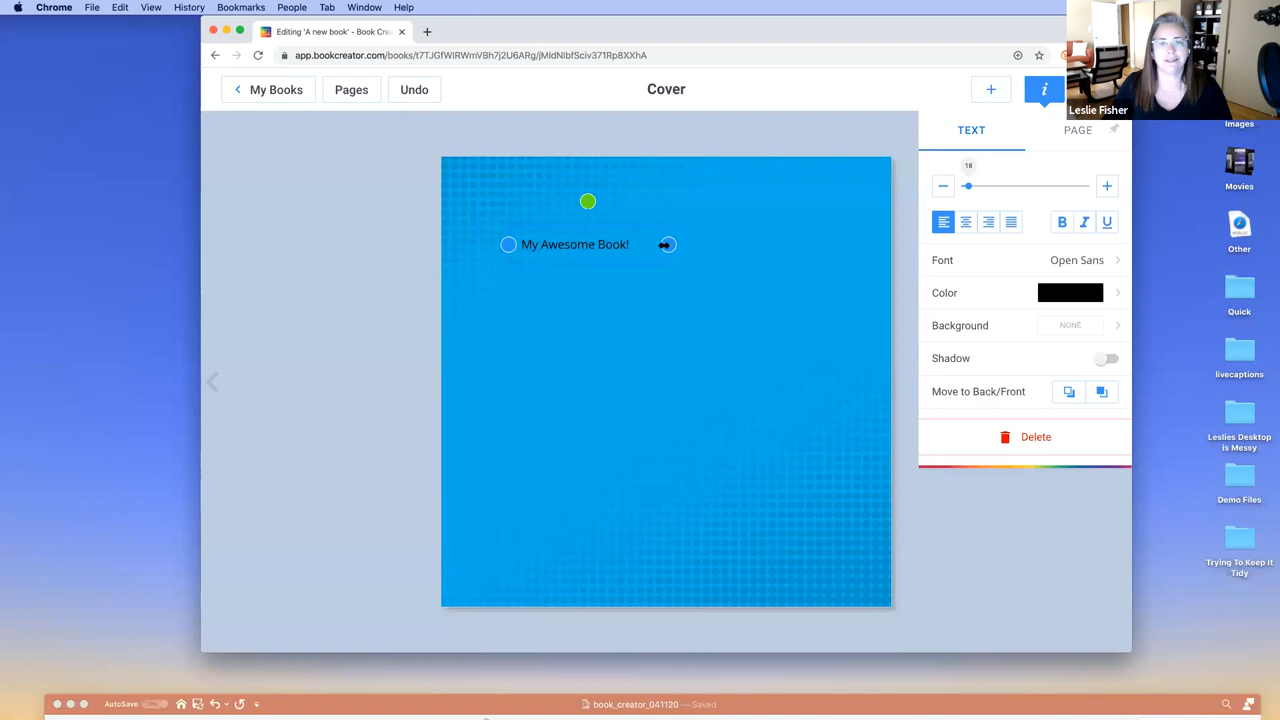 Chrome File Edit View History Bookmarks People Tab Window Help
Editing 'A new book' - Book Cre
app.bookcreator.com/books/t7TJGfWlRWmVBh7j2U6ARg/jMldNlbfSciv371Rp8XXhA
My Books Pages Undo Cover
Leslie Fisher
TEXT PAGE
18
My Awesome Book!
B I U
Font Open Sans
Color
Background NONE
Shadow
Move to Back/Front
Delete
Images
Movies
Other
Quick
livecaptions
Leslies Desktop
is Messy
Demo Files
Trying To Keep It
Tidy
AutoSave book_creator_041120 — Saved